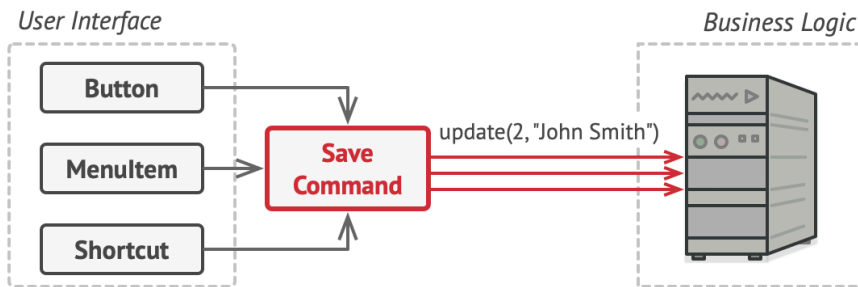 User Interface
Business Logic
Button
update(2, "John Smith")
Save
Command
MenuItem
Shortcut